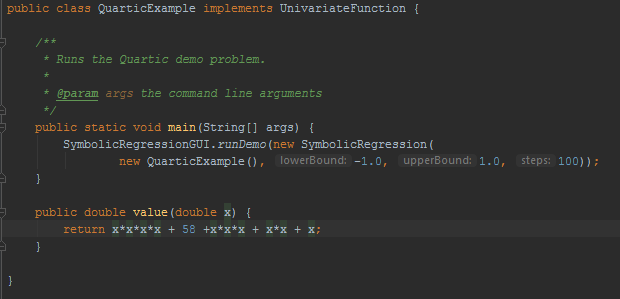 public class QuarticExample implements UnivariateFunction {
/**
* Runs the Quartic demo problem.
*
* @param args the command line arguments
*/
public static void main(String[] args) {
SymbolicRegressionGUI.runDemo(new SymbolicRegression(
new QuarticExample(), lowerBound: -1.0, upperBound: 1.0, steps: 100));
}
public double value(double x) {
return x*x*x*x + 58 +x*x*x + x*x + x;
}
}